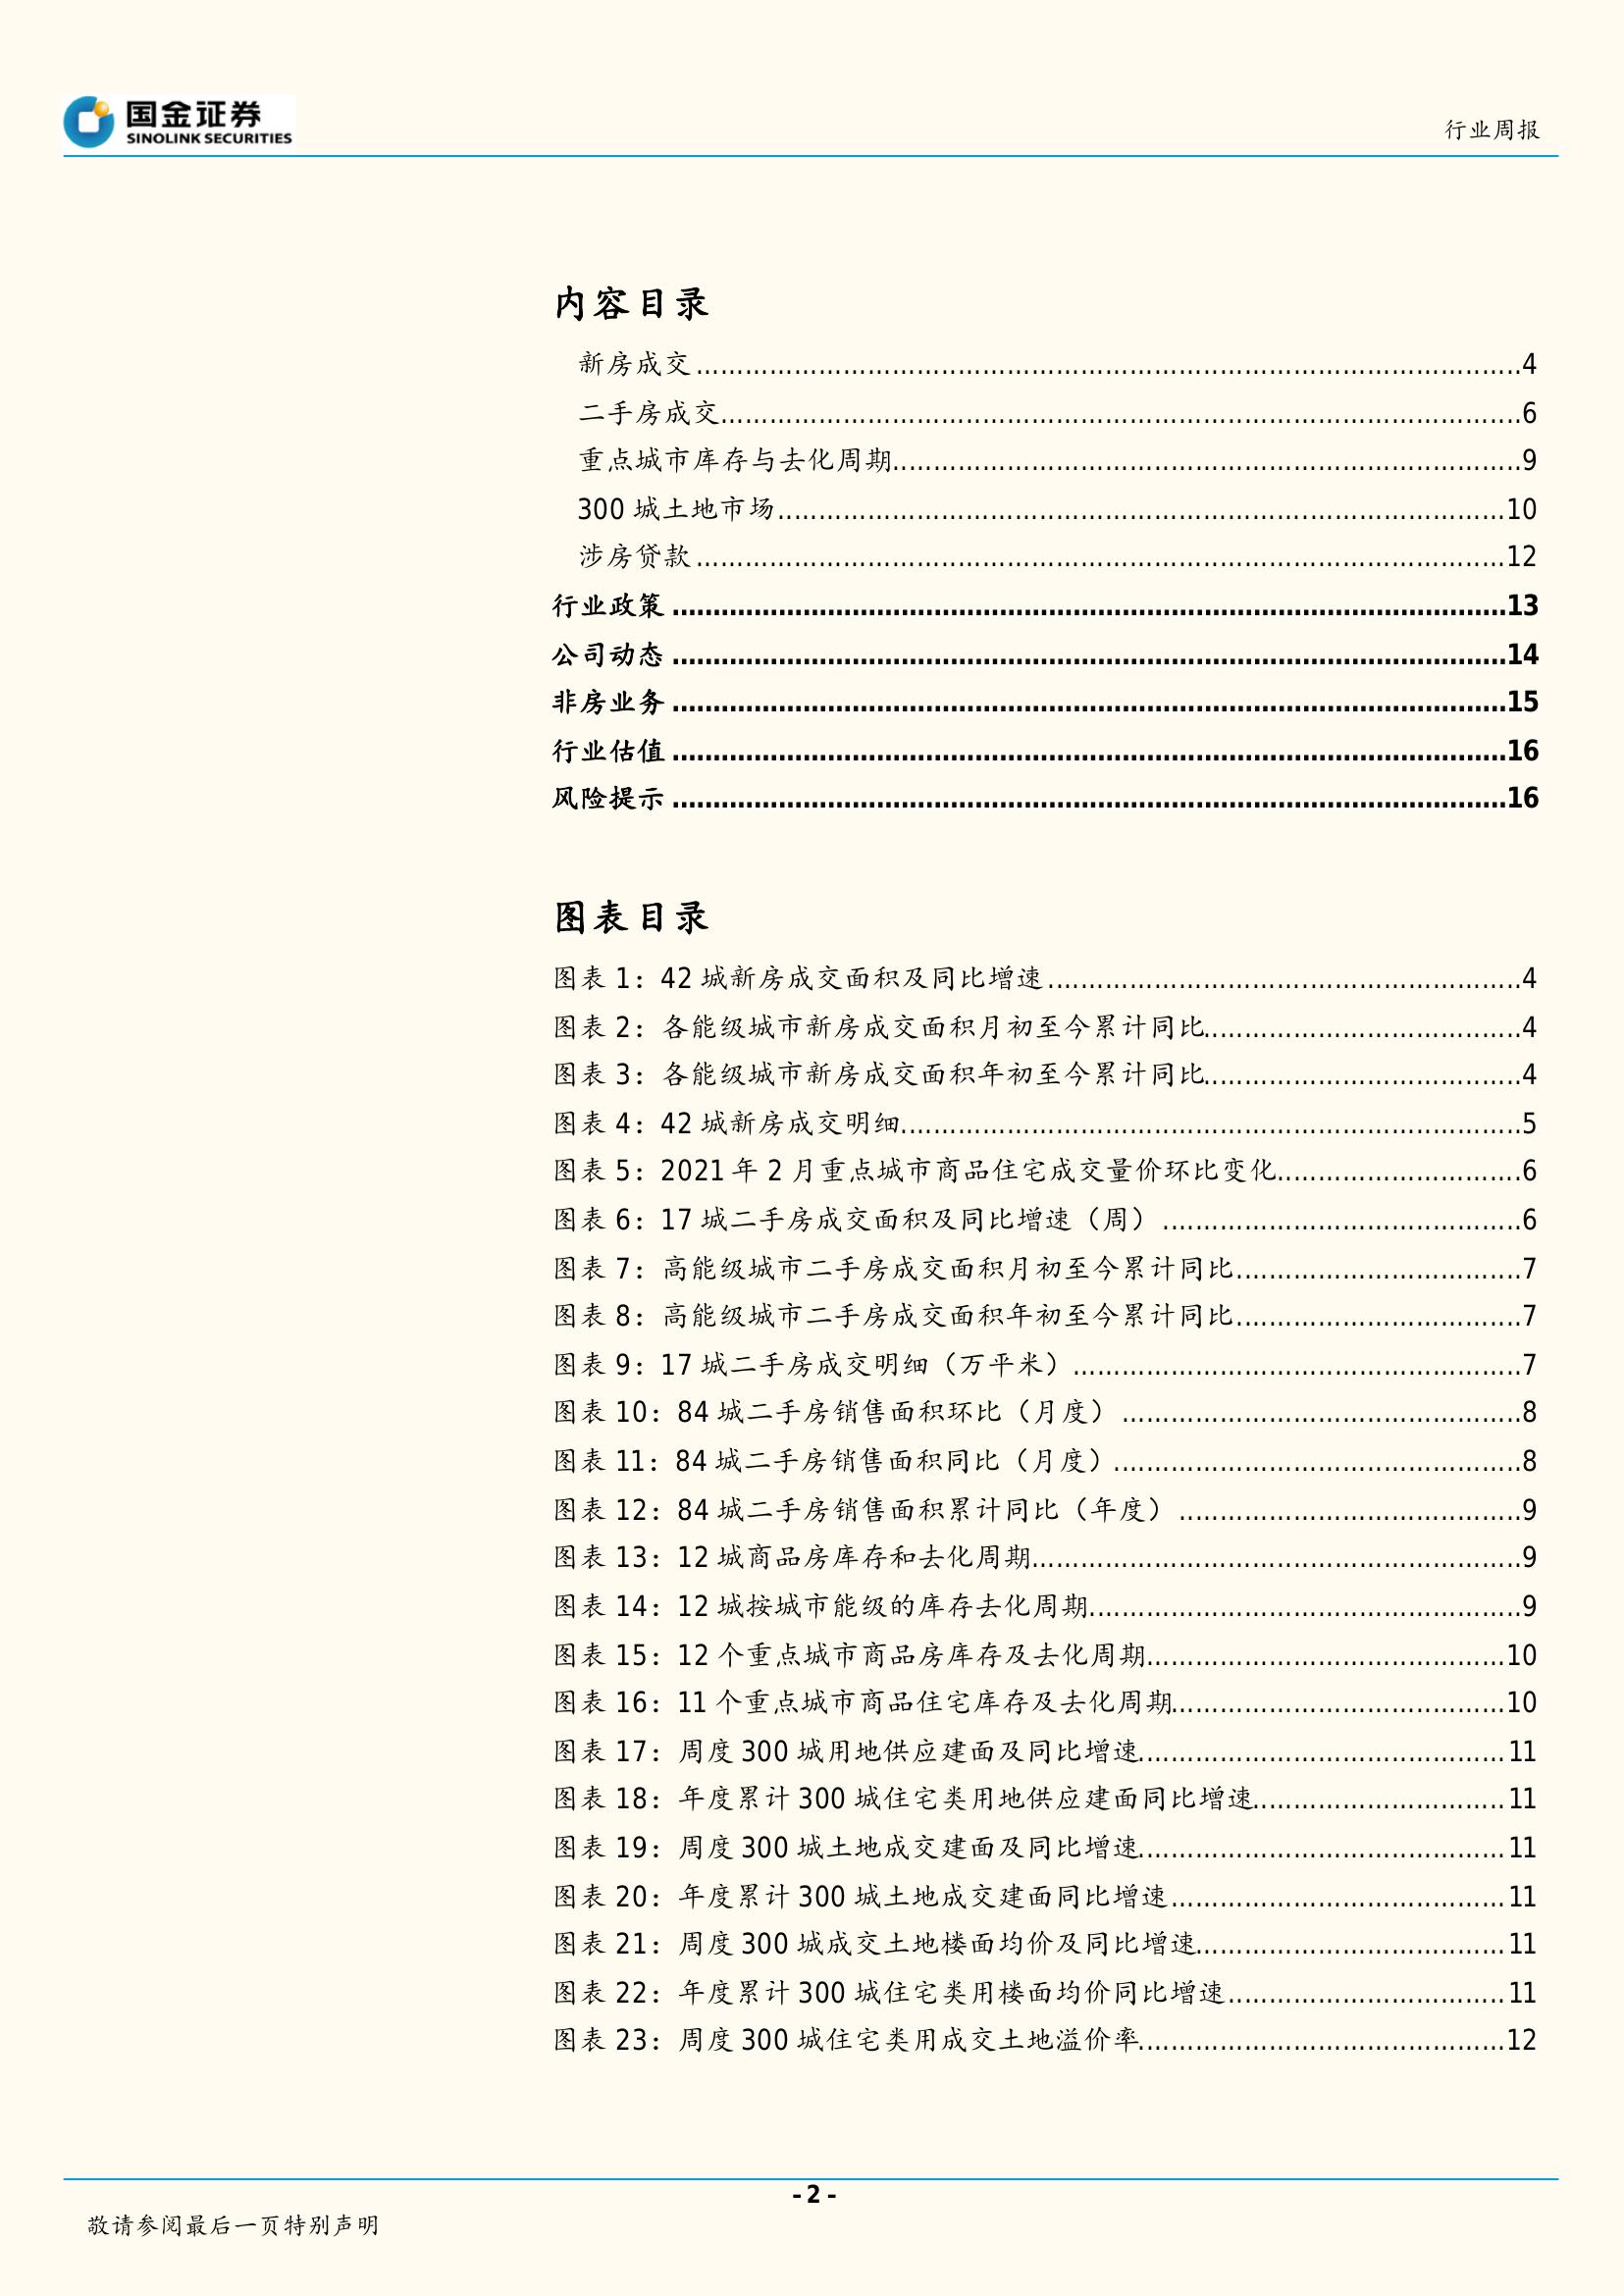 国金证券
SINOLINK SECURITIES
行业周报
内容目录
新房成交................................................................4
二手房成交................................................................6
重点城市库存与去化周期................................................................9
300 城土地市场................................................................10
涉房贷款................................................................12
行业政策................................................................13
公司动态................................................................14
非房业务................................................................15
行业估值................................................................16
风险提示................................................................16
图表目录
图表 1：42 城新房成交面积及同比增速................................................4
图表 2：各能级城市新房成交面积月初至今累计同比................................4
图表 3：各能级城市新房成交面积年初至今累计同比................................4
图表 4：42 城新房成交明细................................................5
图表 5：2021 年 2 月重点城市商品住宅成交量价环比变化................................6
图表 6：17 城二手房成交面积及同比增速（周）................................6
图表 7：高能级城市二手房成交面积月初至今累计同比................................7
图表 8：高能级城市二手房成交面积年初至今累计同比................................7
图表 9：17 城二手房成交明细（万平米）................................7
图表 10：84 城二手房销售面积环比（月度）................................8
图表 11：84 城二手房销售面积同比（月度）................................8
图表 12：84 城二手房销售面积累计同比（年度）................................9
图表 13：12 城商品房库存和去化周期................................9
图表 14：12 城按城市能级的库存去化周期................................9
图表 15：12 个重点城市商品房库存及去化周期................................10
图表 16：11 个重点城市商品住宅库存及去化周期................................10
图表 17：周度 300 城用地供应建面及同比增速................................11
图表 18：年度累计 300 城住宅类用地供应建面同比增速................................11
图表 19：周度 300 城土地成交建面及同比增速................................11
图表 20：年度累计 300 城土地成交建面同比增速................................11
图表 21：周度 300 城成交土地楼面均价及同比增速................................11
图表 22：年度累计 300 城住宅类用楼面均价同比增速................................11
图表 23：周度 300 城住宅类用成交土地溢价率................................12
- 2 -
敬请参阅最后一页特别声明